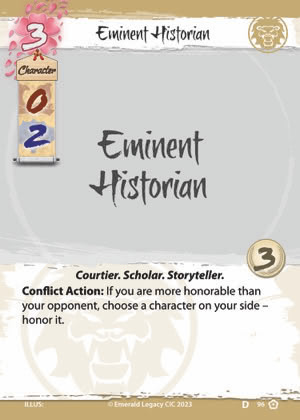 3
Eminent Historian
Character
0
2
Eminent
Historian
3
Courtier. Scholar. Storyteller.
Conflict Action: If you are more honorable than
your opponent, choose a character on your side –
honor it.
ILLUS: © Emerald Legacy CIC 2023 D 96